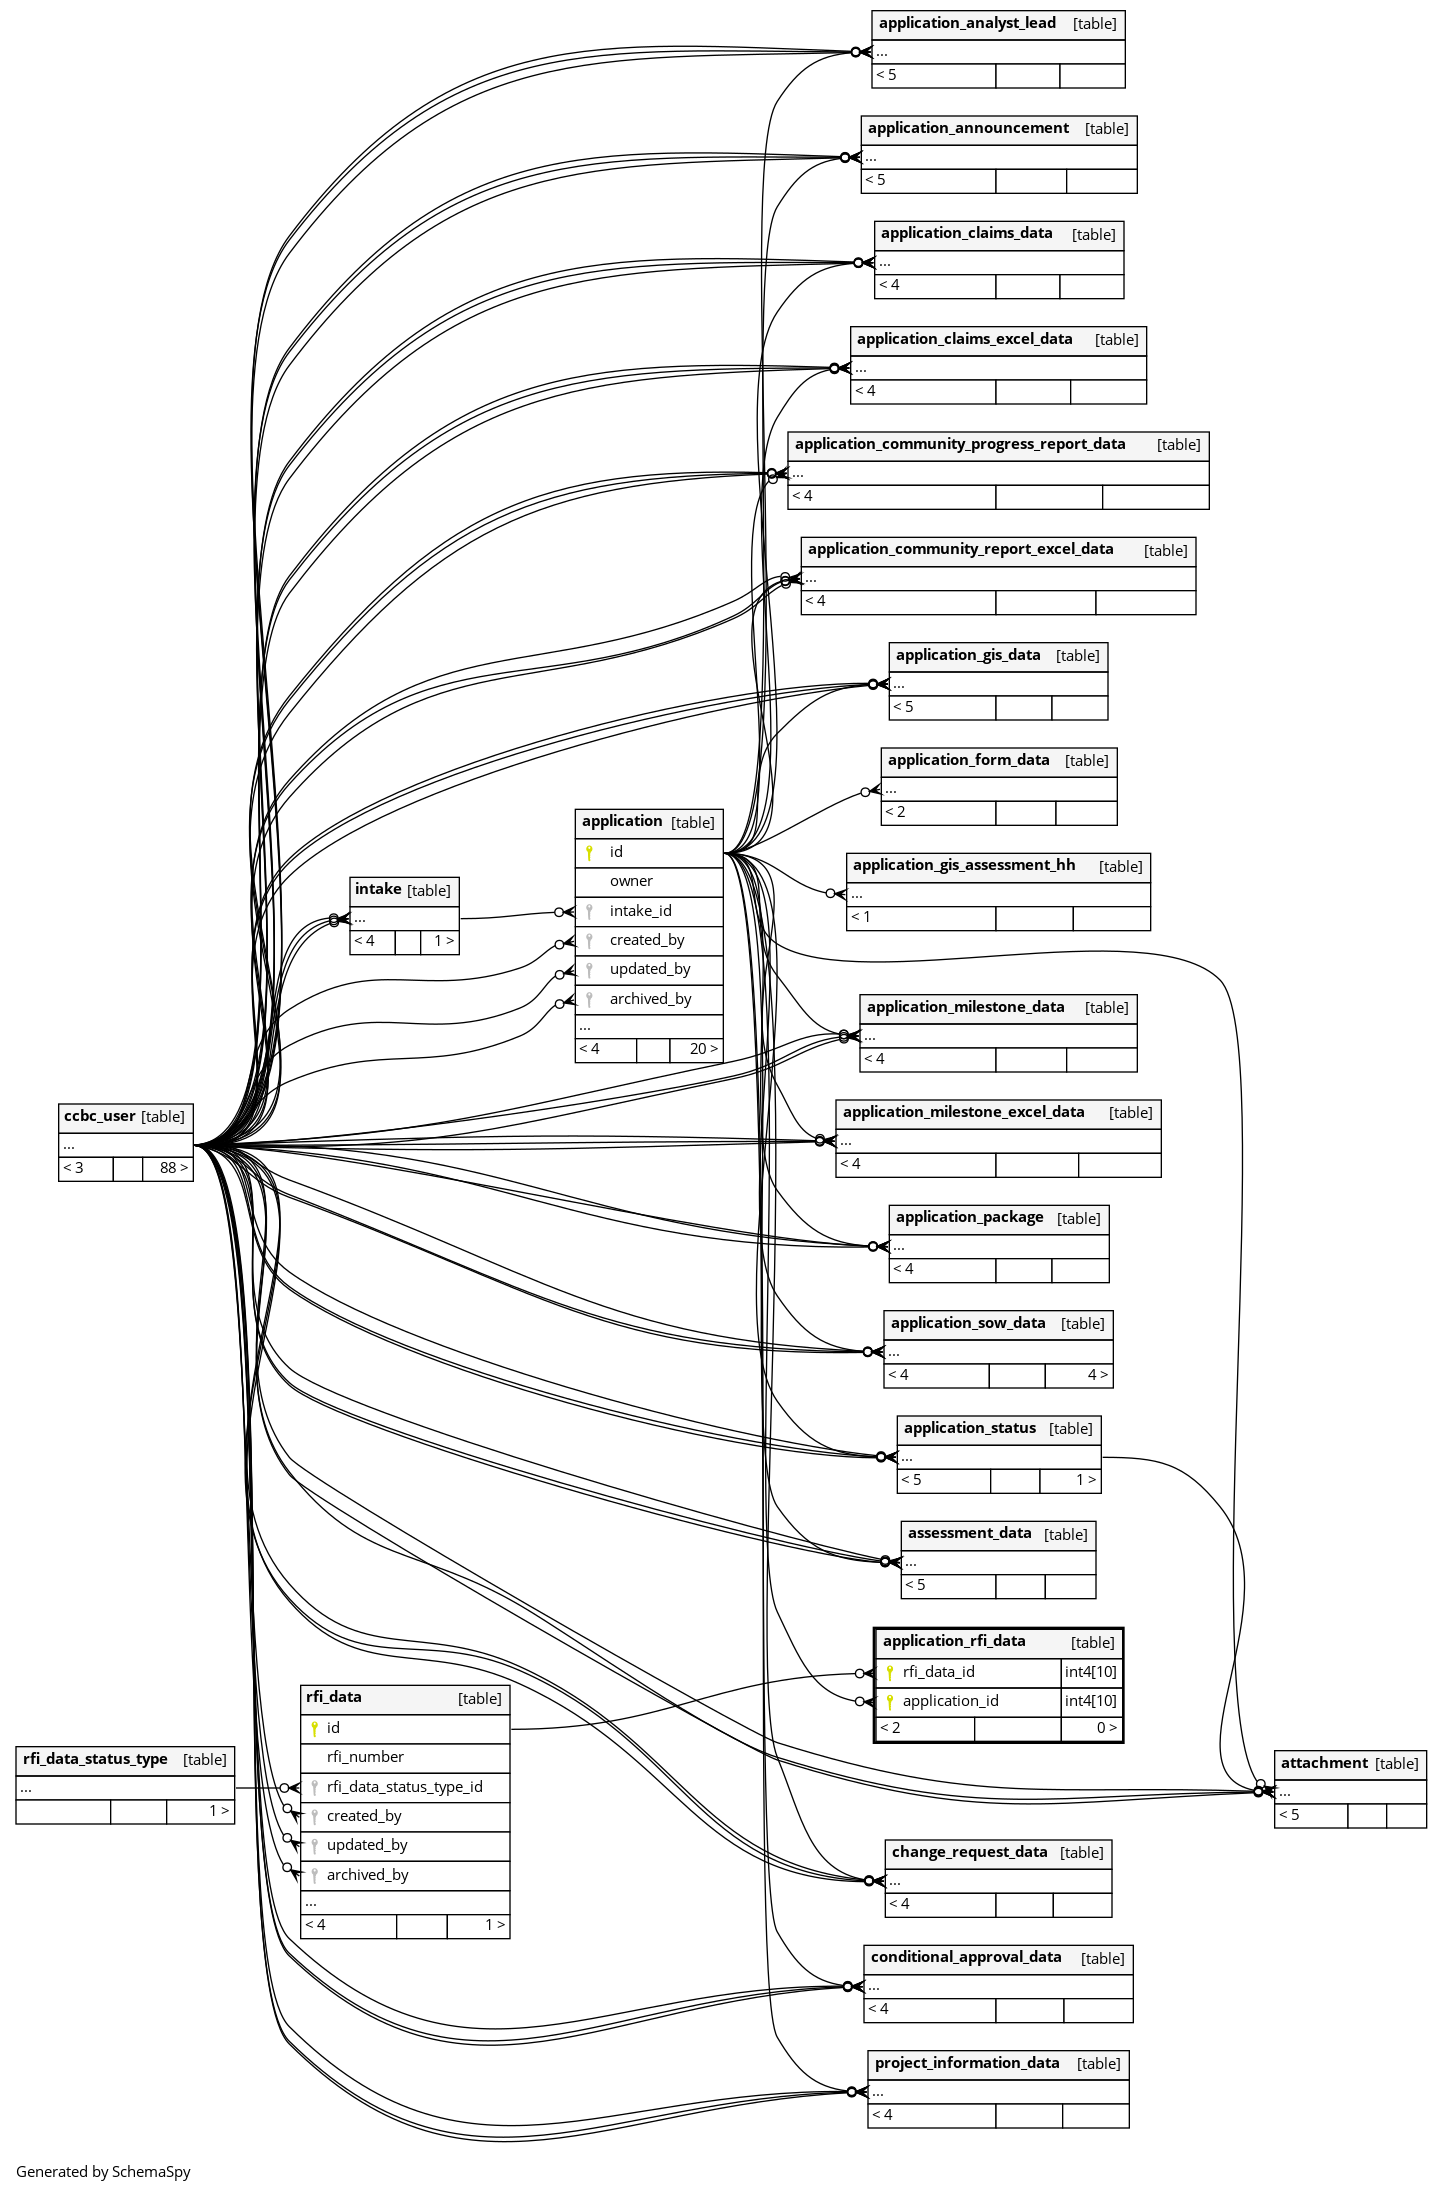 application_analyst_lead [table]
...
< 5
application_announcement [table]
...
< 5
application_claims_data [table]
...
< 4
application_claims_excel_data [table]
...
< 4
application_community_progress_report_data [table]
...
< 4
application_community_report_excel_data [table]
...
< 4
application_gis_data [table]
...
< 5
application_form_data [table]
...
< 2
application [table]
id
owner
intake_id
created_by
updated_by
archived_by
...
< 4 20 >
application_gis_assessment_hh [table]
...
< 1
intake [table]
...
< 4 1 >
application_milestone_data [table]
...
< 4
ccbc_user [table]
...
< 3 88 >
application_milestone_excel_data [table]
...
< 4
application_package [table]
...
< 4
application_sow_data [table]
...
< 4 4 >
application_status [table]
...
< 5 1 >
assessment_data [table]
...
< 5
application_rfi_data [table]
rfi_data_id int4[10]
application_id int4[10]
< 2 0 >
rfi_data [table]
id
rfi_number
rfi_data_status_type_id
created_by
updated_by
archived_by
...
< 4 1 >
rfi_data_status_type [table]
...
1 >
attachment [table]
...
< 5
change_request_data [table]
...
< 4
conditional_approval_data [table]
...
< 4
project_information_data [table]
...
< 4
Generated by SchemaSpy